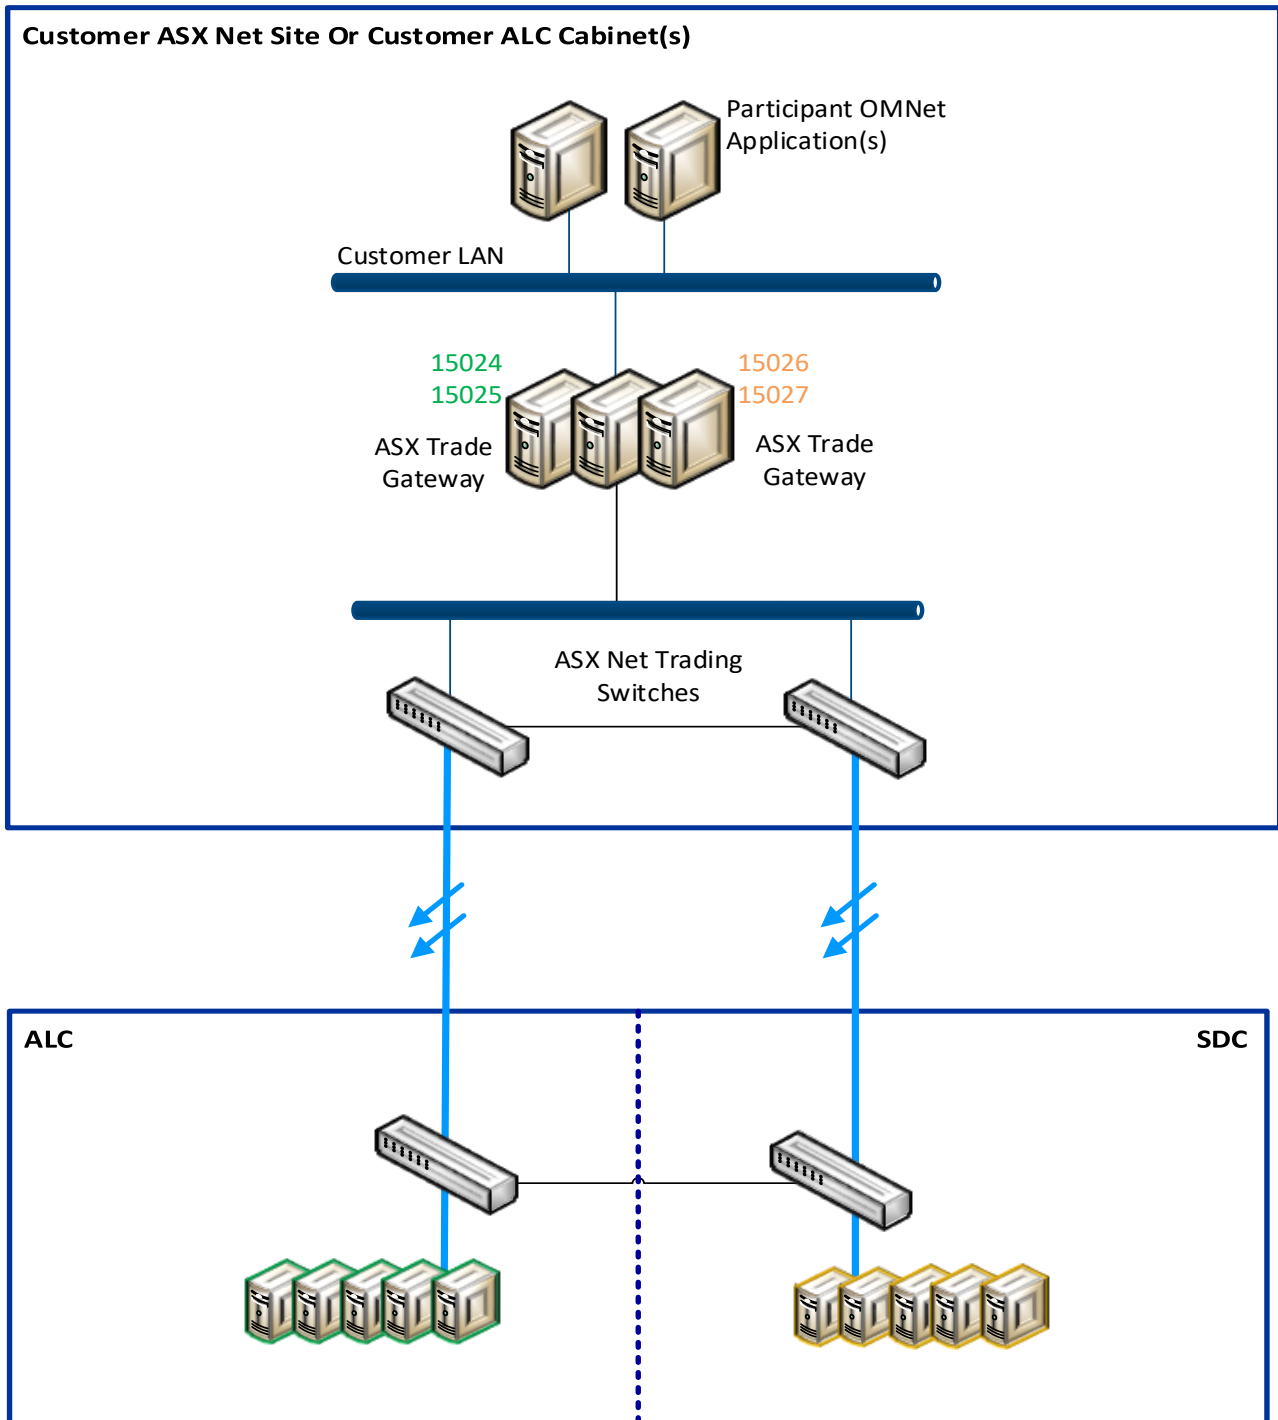 Customer ASX Net Site Or Customer ALC Cabinet(s)
Participant OMNet
Application(s)
Customer LAN
15024
15025
15026
15027
ASX Trade
Gateway
ASX Trade
Gateway
ASX Net Trading
Switches
ALC
SDC